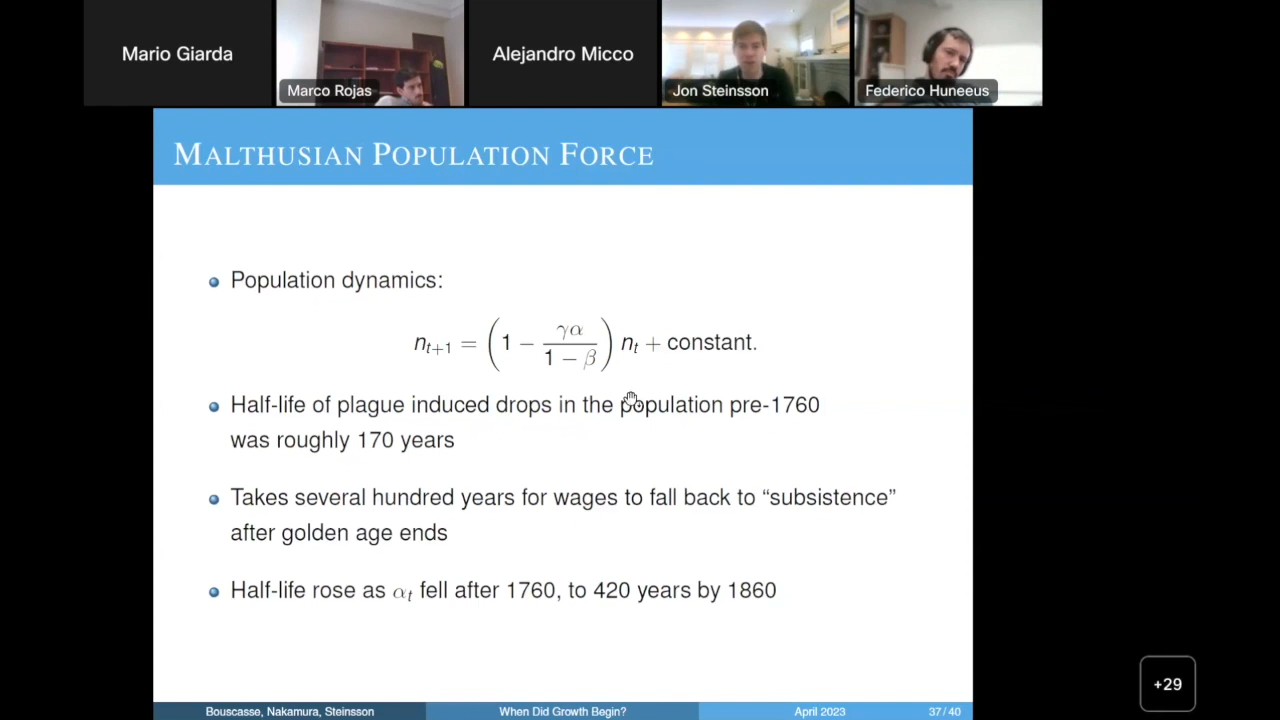 Mario Giarda
Marco Rojas
Alejandro Micco
Jon Steinsson
Federico Huneeus
MALTHUSIAN POPULATION FORCE
Population dynamics:
n_{t+1} = (1 − γα / (1 − β)) n_t + constant.
Half-life of plague induced drops in the population pre-1760
was roughly 170 years
Takes several hundred years for wages to fall back to “subsistence”
after golden age ends
Half-life rose as α_t fell after 1760, to 420 years by 1860
+29
Bouscasse, Nakamura, Steinsson
When Did Growth Begin?
April 2023
37 / 40